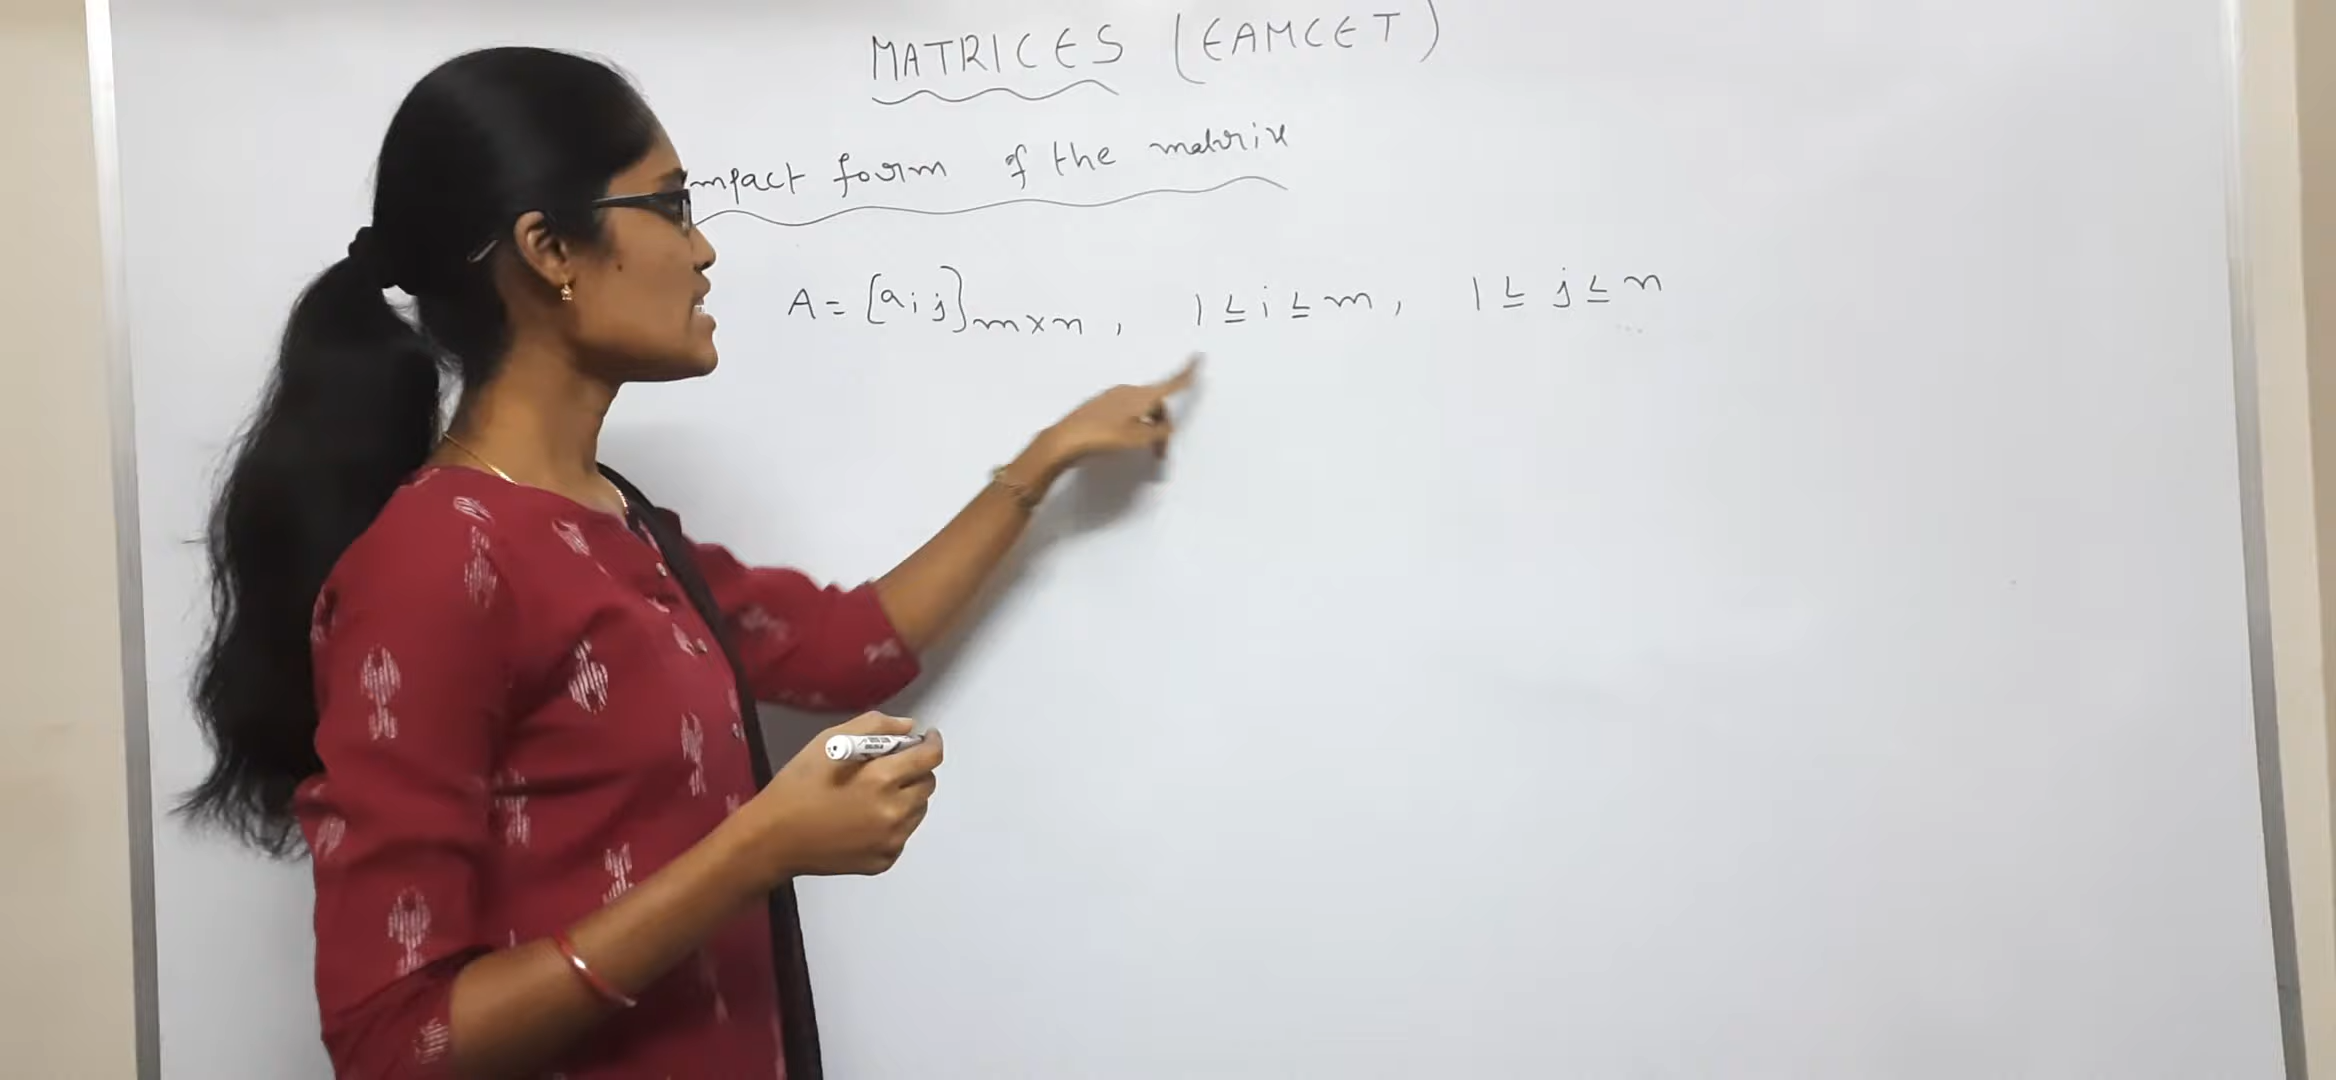 MATRICES (EAMCET)
mpact form of the matrix
A = [aij]m×n , 1 ≤ i ≤ m, 1 ≤ j ≤ n